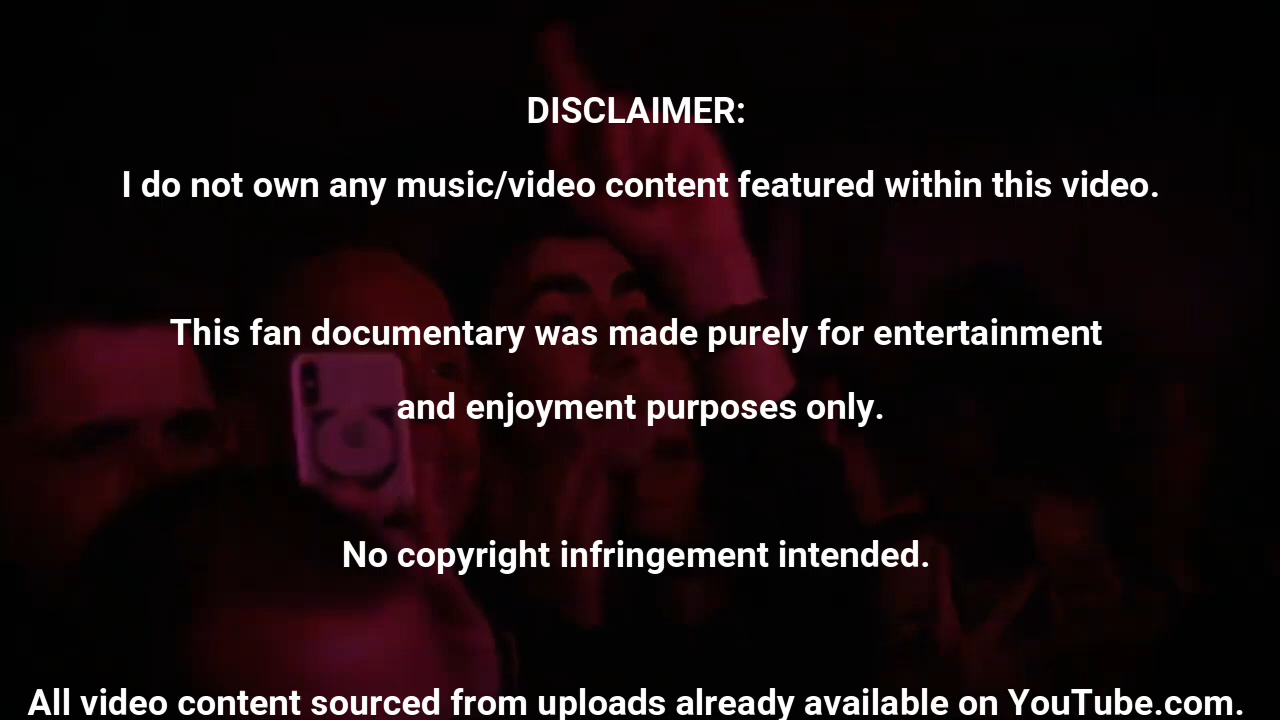 DISCLAIMER:
I do not own any music/video content featured within this video.
This fan documentary was made purely for entertainment
and enjoyment purposes only.
No copyright infringement intended.
All video content sourced from uploads already available on YouTube.com.